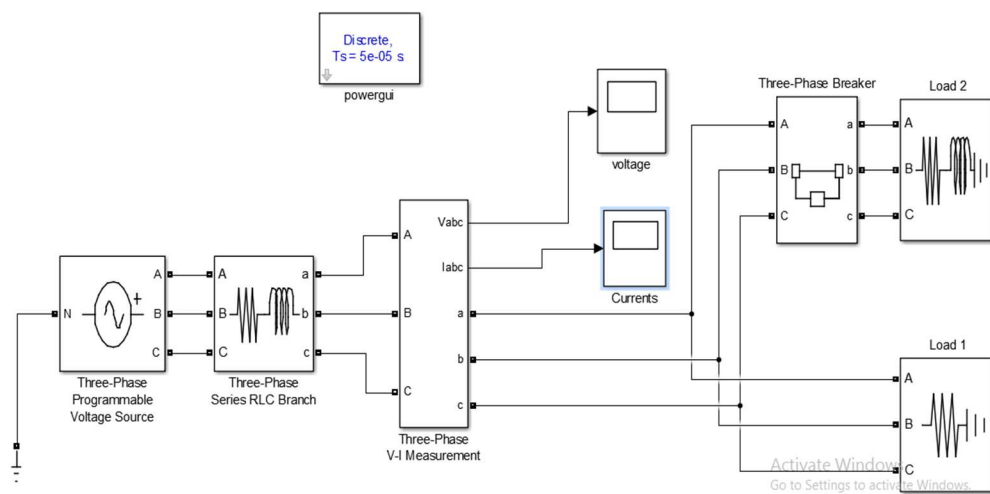 Discrete,
Ts = 5e-05 s.
powergui
voltage
Three-Phase Breaker
A
B
C
a
b
c
Load 2
A
B
C
Vabc
Iabc
A
B
C
a
b
c
Three-Phase
V-I Measurement
Currents
N
A
B
C
Three-Phase
Programmable
Voltage Source
A
B
C
a
b
c
Three-Phase
Series RLC Branch
Load 1
A
B
C
Activate Windows
Go to Settings to activate Windows.